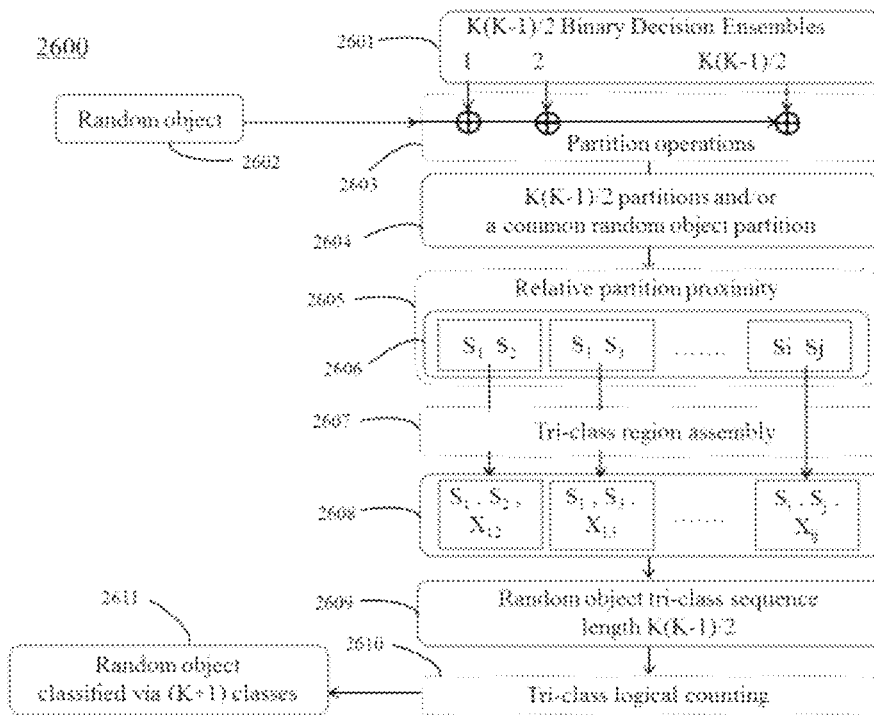 2600
2601
K(K-1)/2 Binary Decision Ensembles
1 2 K(K-1)/2
Random object
2602
Partition operations
2603
K(K-1)/2 partitions and/or
a common random object partition
2604
Relative partition proximity
2605
S1 S2 S1 S3 ....... Si Sj
2606
2607
Tri-class region assembly
S1 , S2 , S1 , S3 , ....... Si , Sj ,
X12 X13 Xij
2608
2611
2609
Random object tri-class sequence
length K(K-1)/2
2610
Random object
classified via (K+1) classes
Tri-class logical counting